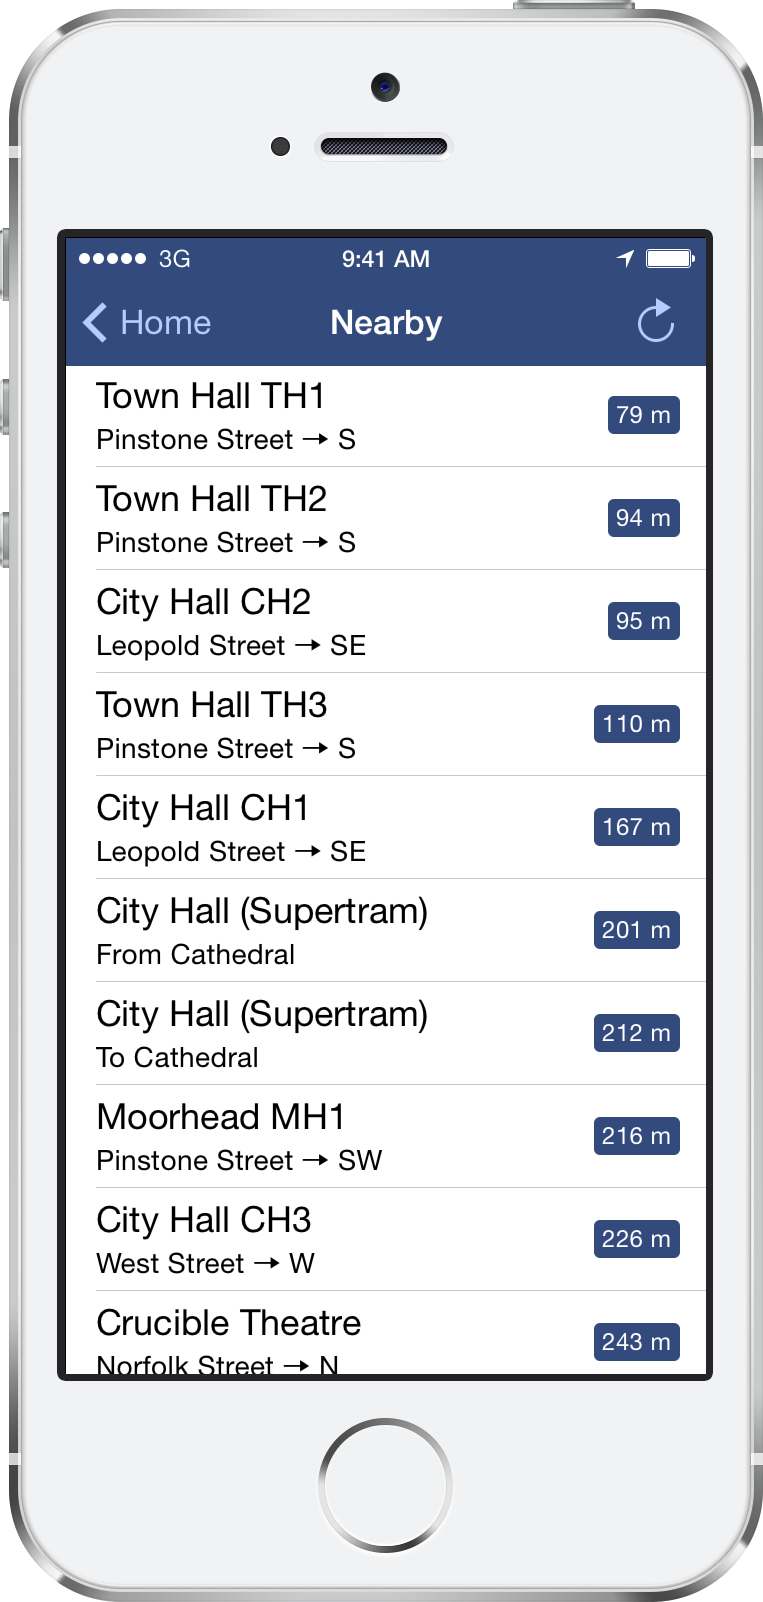 3G 9:41 AM
Home Nearby
Town Hall TH1
Pinstone Street → S
79 m
Town Hall TH2
Pinstone Street → S
94 m
City Hall CH2
Leopold Street → SE
95 m
Town Hall TH3
Pinstone Street → S
110 m
City Hall CH1
Leopold Street → SE
167 m
City Hall (Supertram)
From Cathedral
201 m
City Hall (Supertram)
To Cathedral
212 m
Moorhead MH1
Pinstone Street → SW
216 m
City Hall CH3
West Street → W
226 m
Crucible Theatre
Norfolk Street → N
243 m